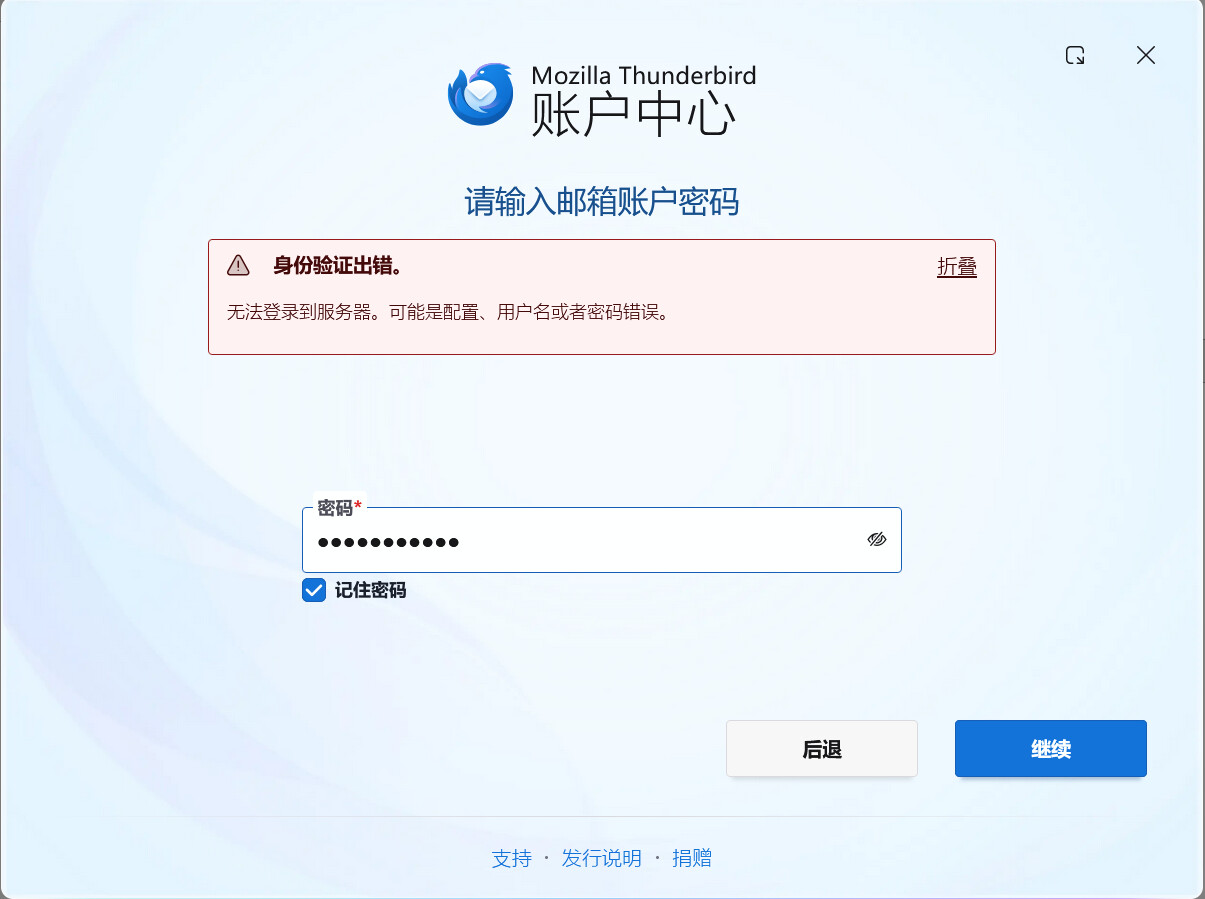 Mozilla Thunderbird
账户中心
请输入邮箱账户密码
身份验证出错。
折叠
无法登录到服务器。可能是配置、用户名或者密码错误。
密码*
●●●●●●●●●●●
记住密码
后退
继续
支持 · 发行说明 · 捐赠